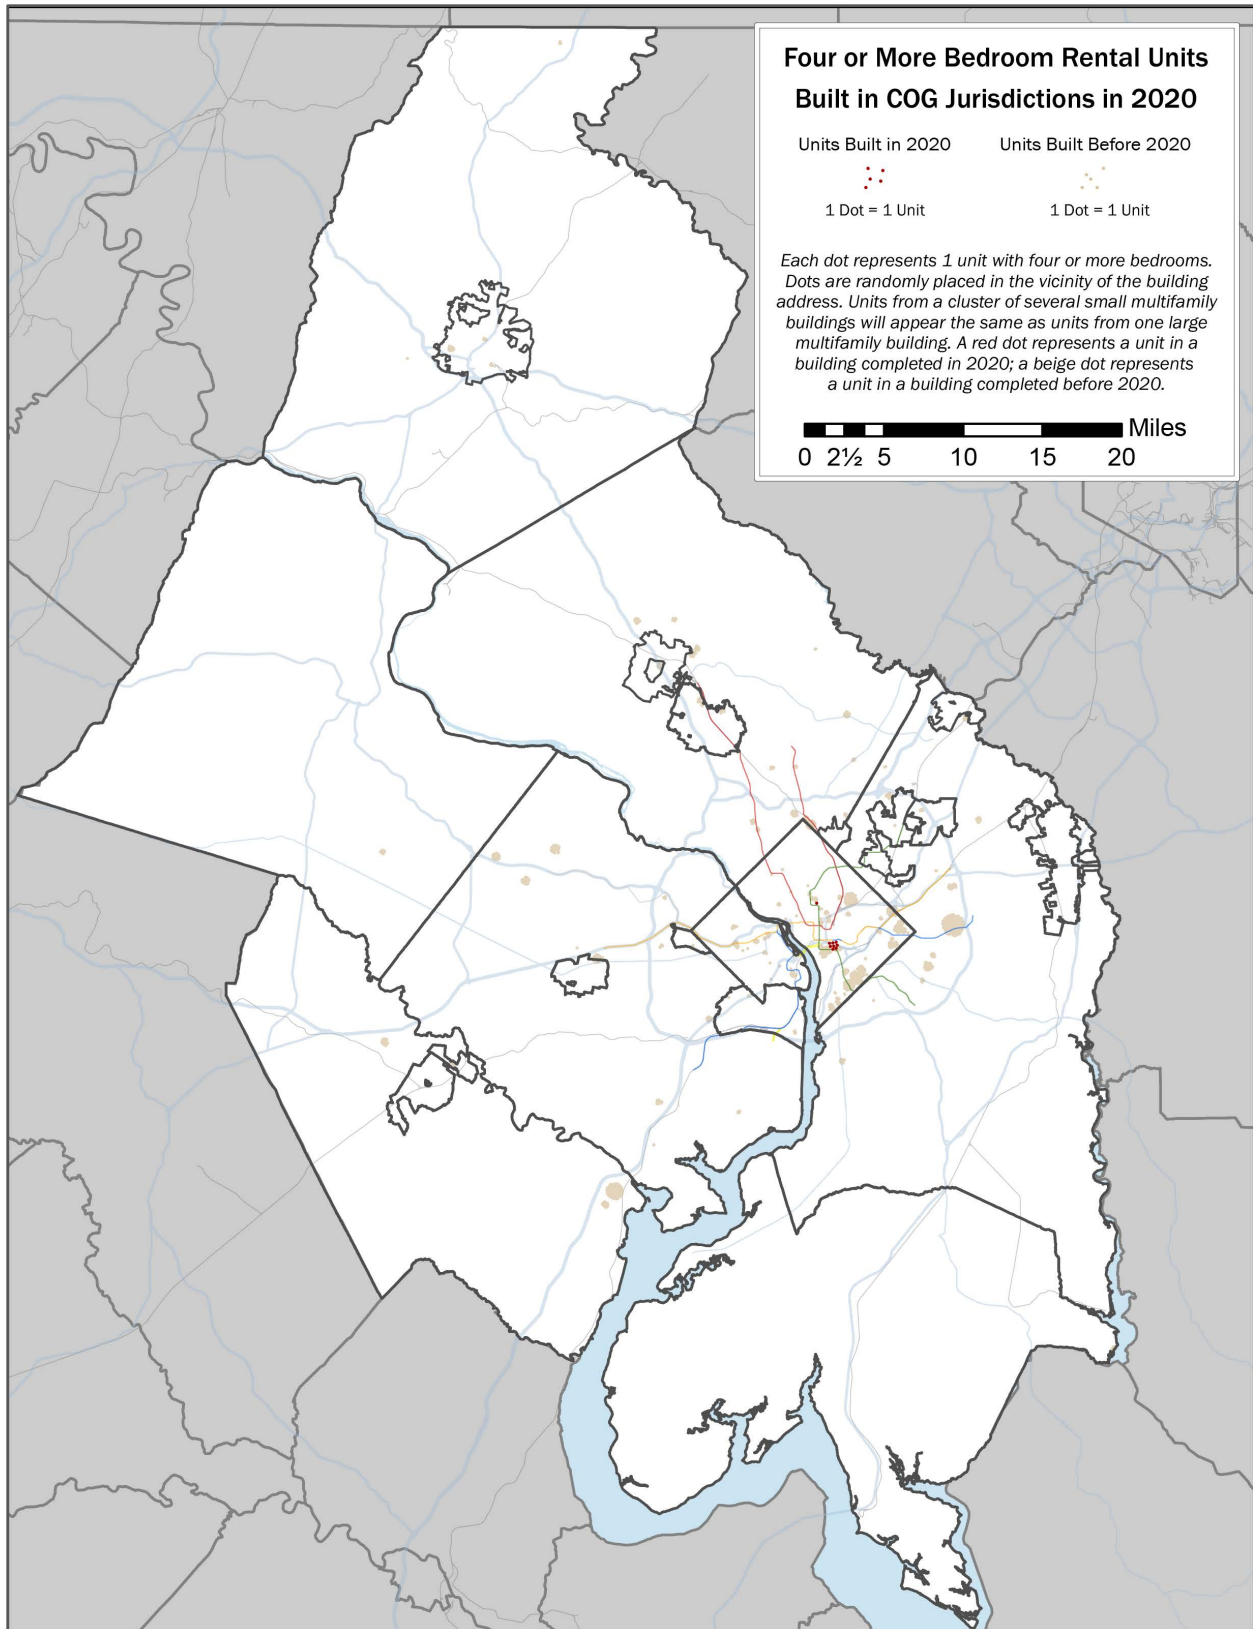 Four or More Bedroom Rental Units
Built in COG Jurisdictions in 2020
Units Built in 2020 Units Built Before 2020
1 Dot = 1 Unit 1 Dot = 1 Unit
Each dot represents 1 unit with four or more bedrooms.
Dots are randomly placed in the vicinity of the building
address. Units from a cluster of several small multifamily
buildings will appear the same as units from one large
multifamily building. A red dot represents a unit in a
building completed in 2020; a beige dot represents
a unit in a building completed before 2020.
Miles
0 2½ 5 10 15 20